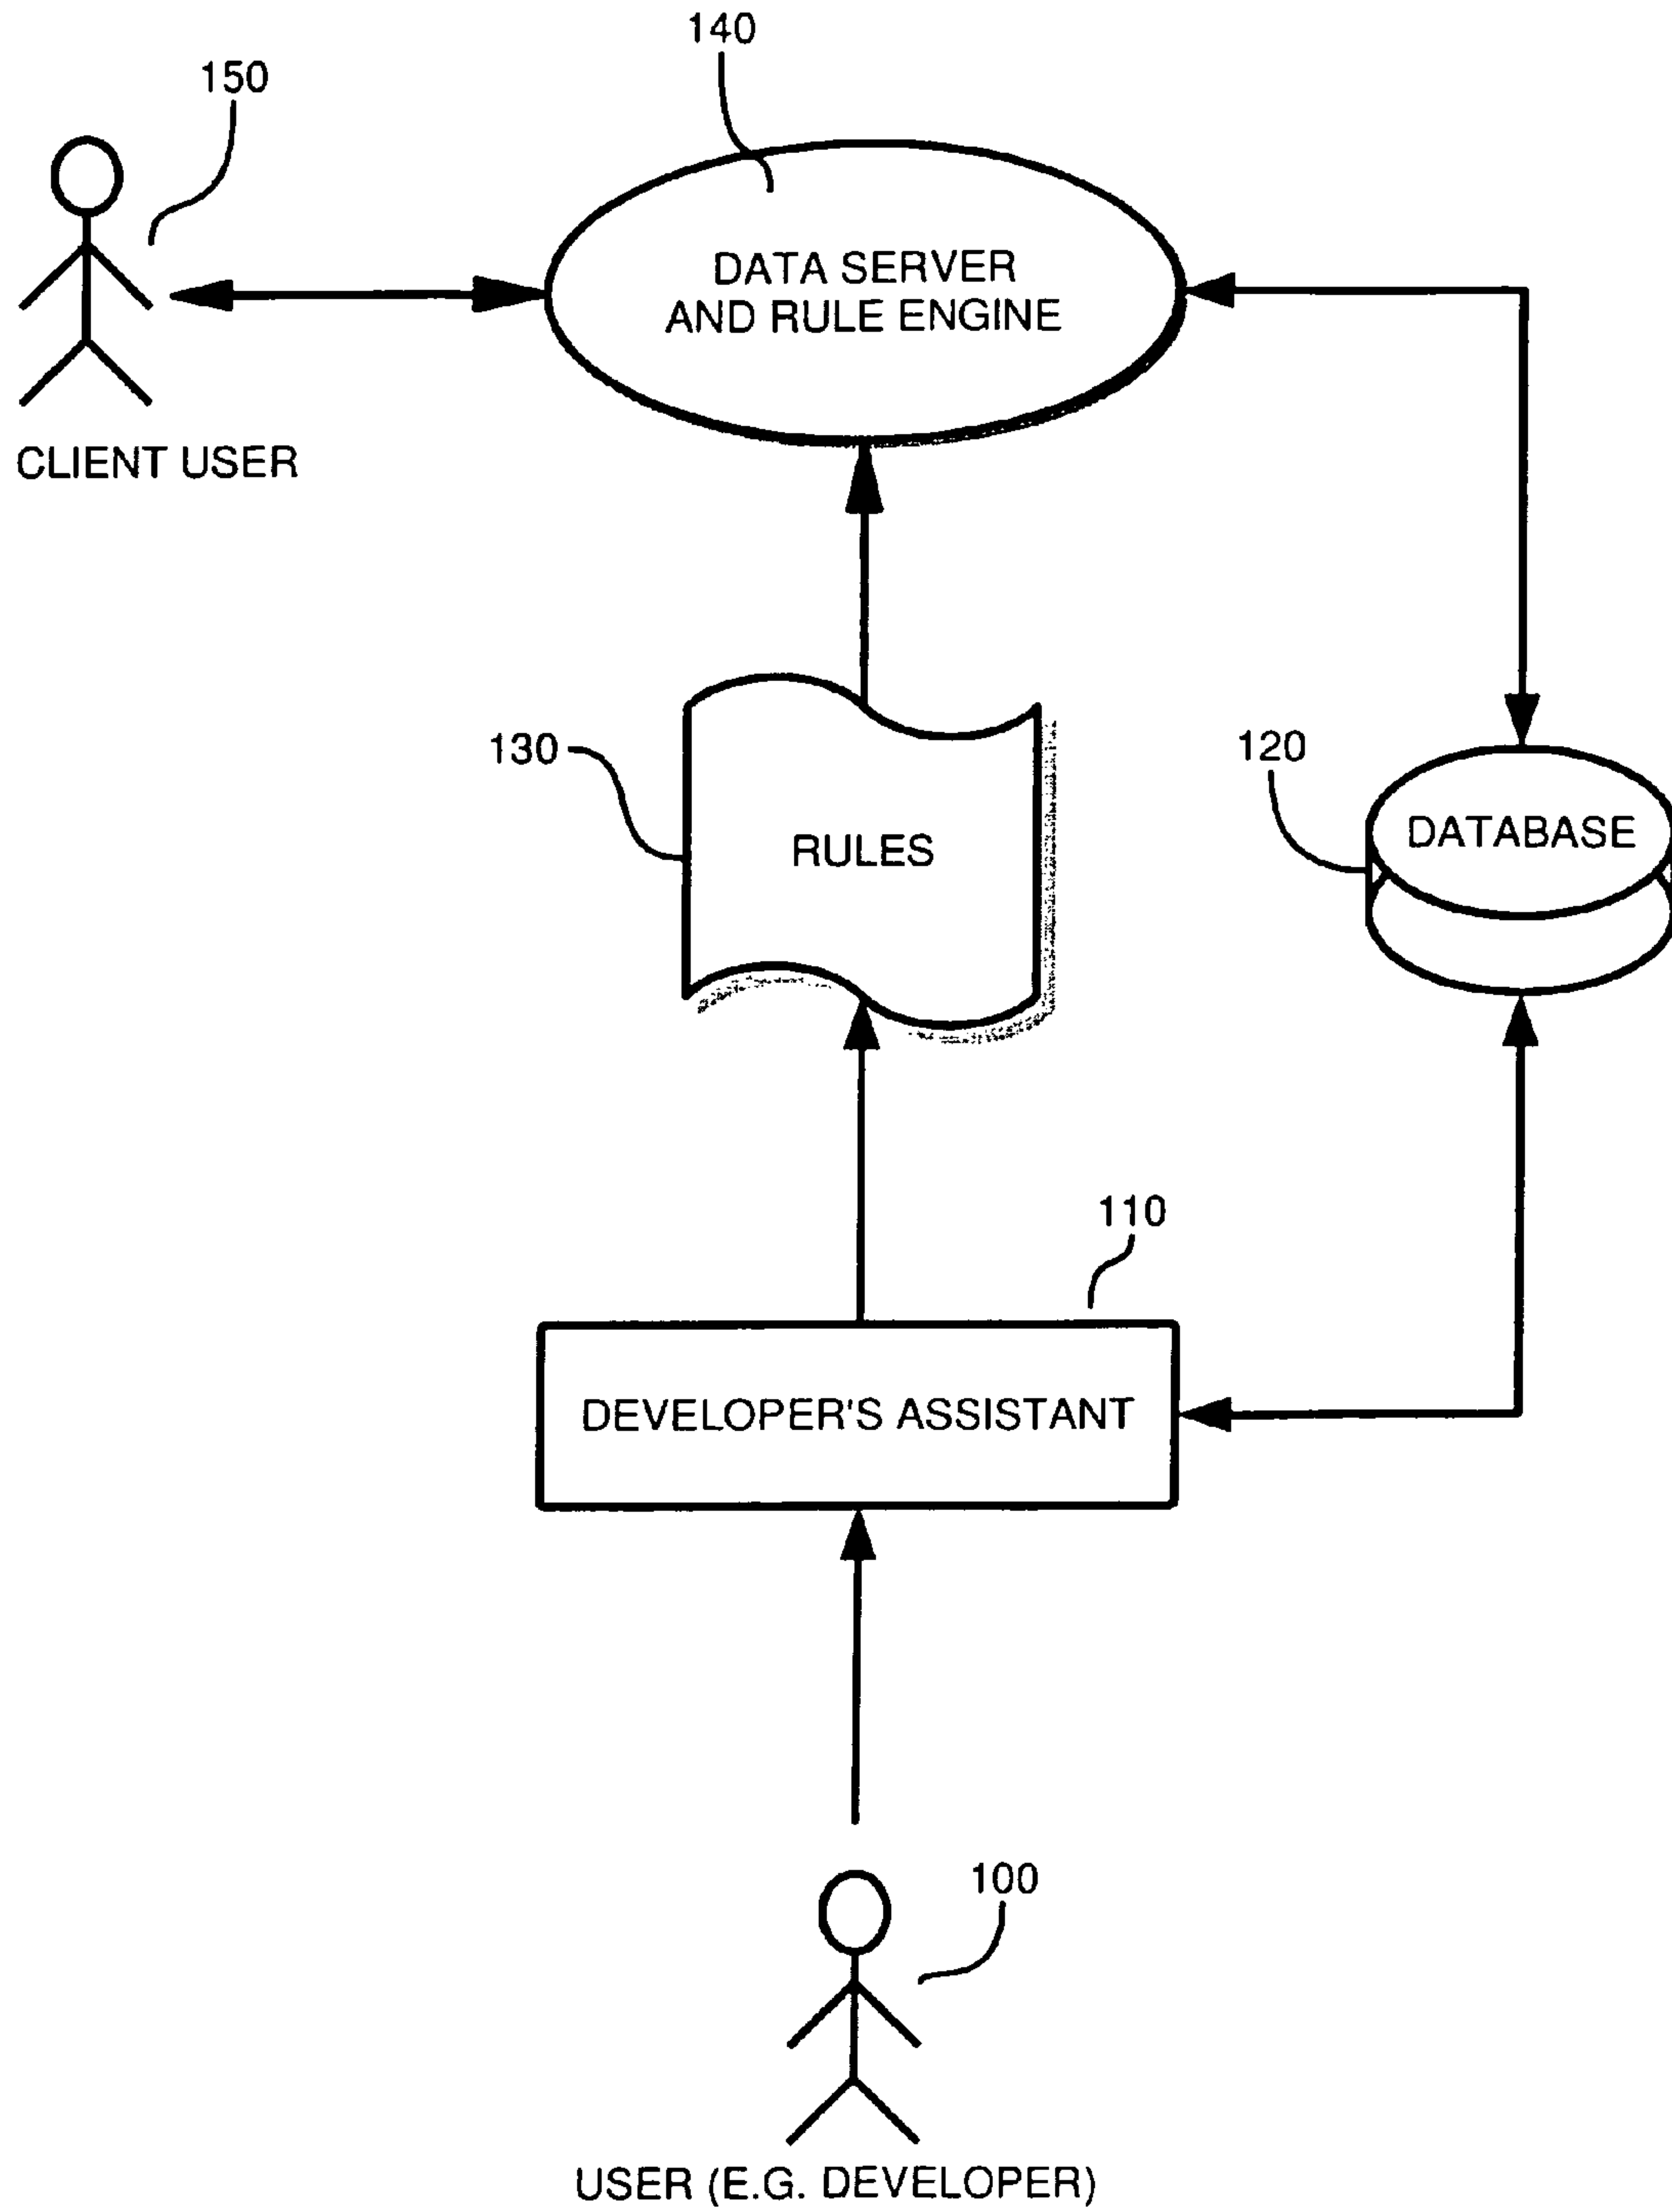 140
150
DATA SERVER
AND RULE ENGINE
CLIENT USER
130
120
RULES
DATABASE
110
DEVELOPER'S ASSISTANT
100
USER (E.G. DEVELOPER)